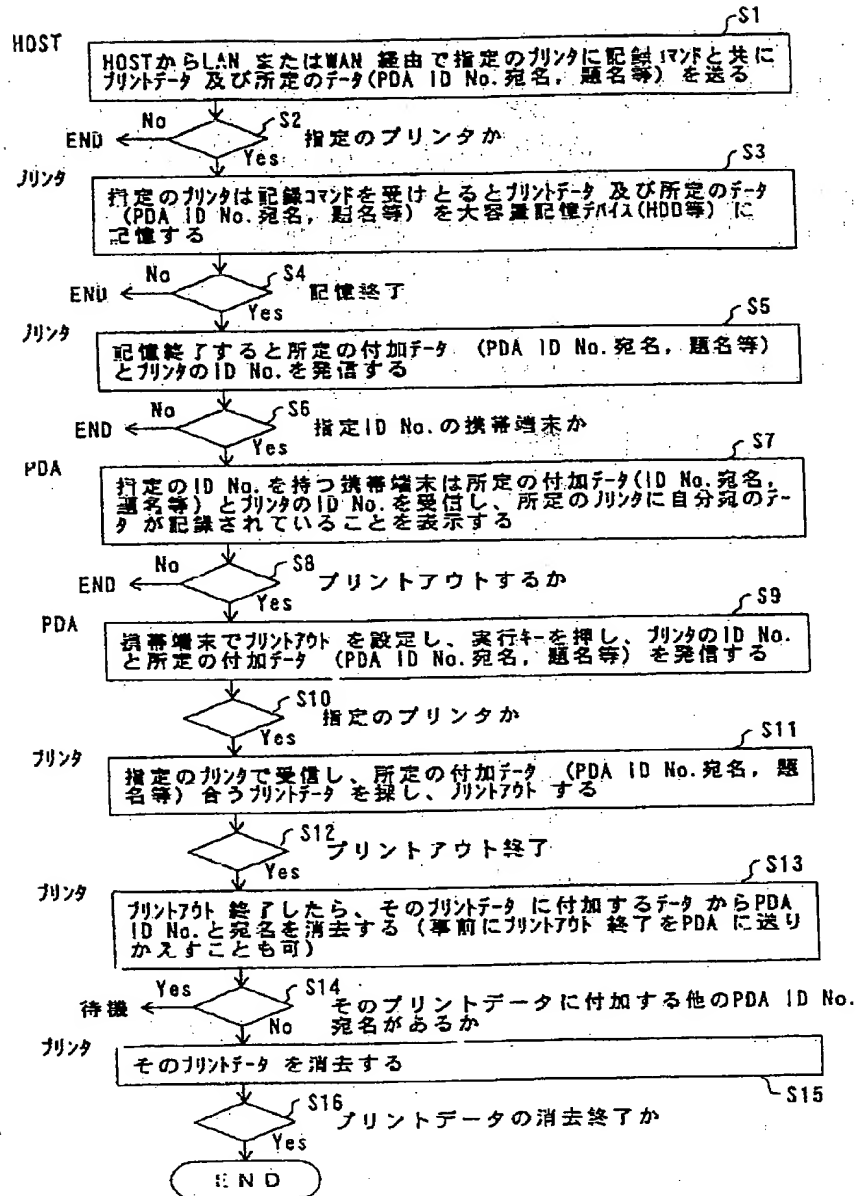 S1
HOST
HOSTからLAN またはWAN 経由で指定のプリンタに記録コマンドと共に
プリントデータ 及び所定のデータ(PDA ID No.宛名, 題名等) を送る
No
S2
END
指定のプリンタか
Yes
S3
プリンタ
指定のプリンタは記録コマンドを受けとるとプリントデータ 及び所定のデータ
(PDA ID No.宛名, 題名等) を大容量記憶デバイス(HDD等) に
記憶する
No
S4
END
記憶終了
Yes
S5
プリンタ
記憶終了すると所定の付加データ (PDA ID No.宛名, 題名等)
とプリンタのID No.を発信する
No
S6
END
指定ID No.の携帯端末か
Yes
S7
PDA
指定のID No.を持つ携帯端末は所定の付加データ(ID No.宛名,
題名等) とプリンタのID No.を受信し、所定のプリンタに自分宛のデー
タ が記録されていることを表示する
No
S8
END
プリントアウトするか
Yes
S9
PDA
携帯端末でプリントアウト を設定し、実行キーを押し、プリンタのID No.
と所定の付加データ (PDA ID No.宛名, 題名等) を発信する
S10
指定のプリンタか
Yes
S11
プリンタ
指定のプリンタで受信し、所定の付加データ (PDA ID No.宛名, 題
名等) 合うプリントデータ を探し、プリントアウト する
S12
プリントアウト終了
Yes
S13
プリンタ
プリントアウト 終了したら、そのプリントデータ に付加するデータ からPDA
ID No.と宛名を消去する (事前にプリントアウト 終了をPDA に送り
かえすことも可)
Yes
S14
待機
そのプリントデータに付加する他のPDA ID No.
宛名があるか
No
プリンタ
そのプリントデータ を消去する
S15
S16
プリントデータの消去終了か
Yes
END